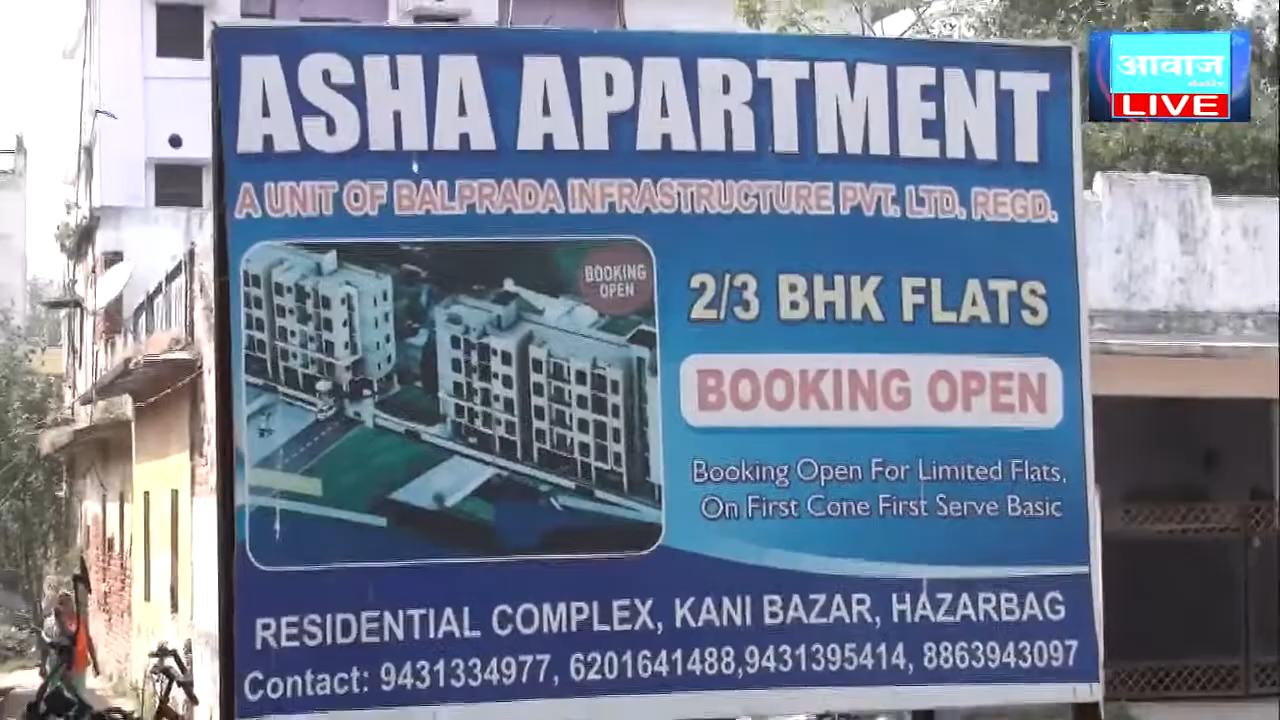 ASHA APARTMENT
A UNIT OF BALPRADA INFRASTRUCTURE PVT. LTD. REGD.
BOOKING
OPEN
2/3 BHK FLATS
BOOKING OPEN
Booking Open For Limited Flats,
On First Cone First Serve Basic
RESIDENTIAL COMPLEX, KANI BAZAR, HAZARBAG
Contact: 9431334977, 6201641488,9431395414, 8863943097
आवाज
LIVE